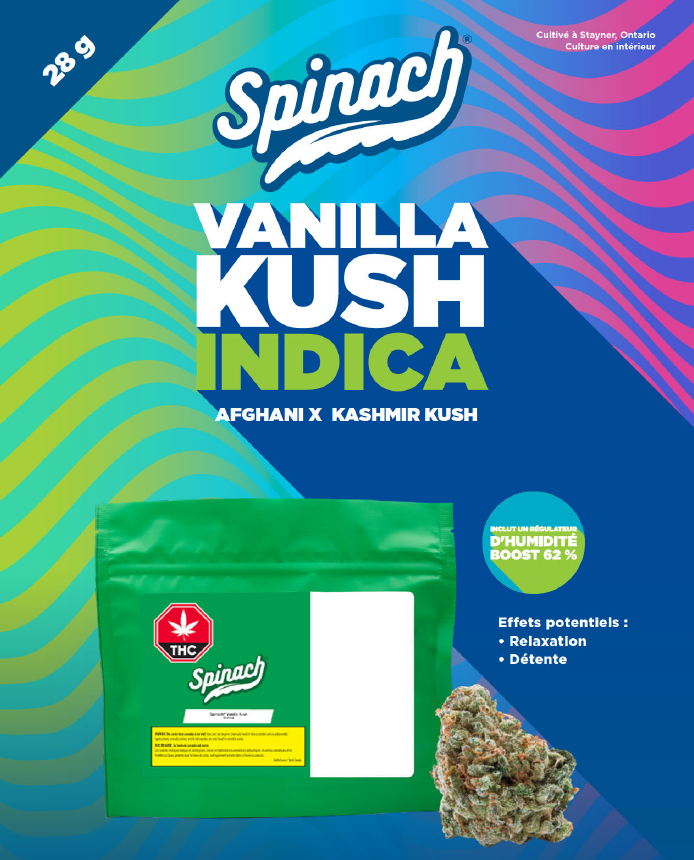 28 g
Cultivé à Stayner, Ontario
Culture en intérieur
Spinach®
VANILLA
KUSH
INDICA
AFGHANI X KASHMIR KUSH
INCLUT UN RÉGULATEUR
D'HUMIDITÉ
BOOST 62 %
Effets potentiels :
• Relaxation
• Détente
THC
Spinach